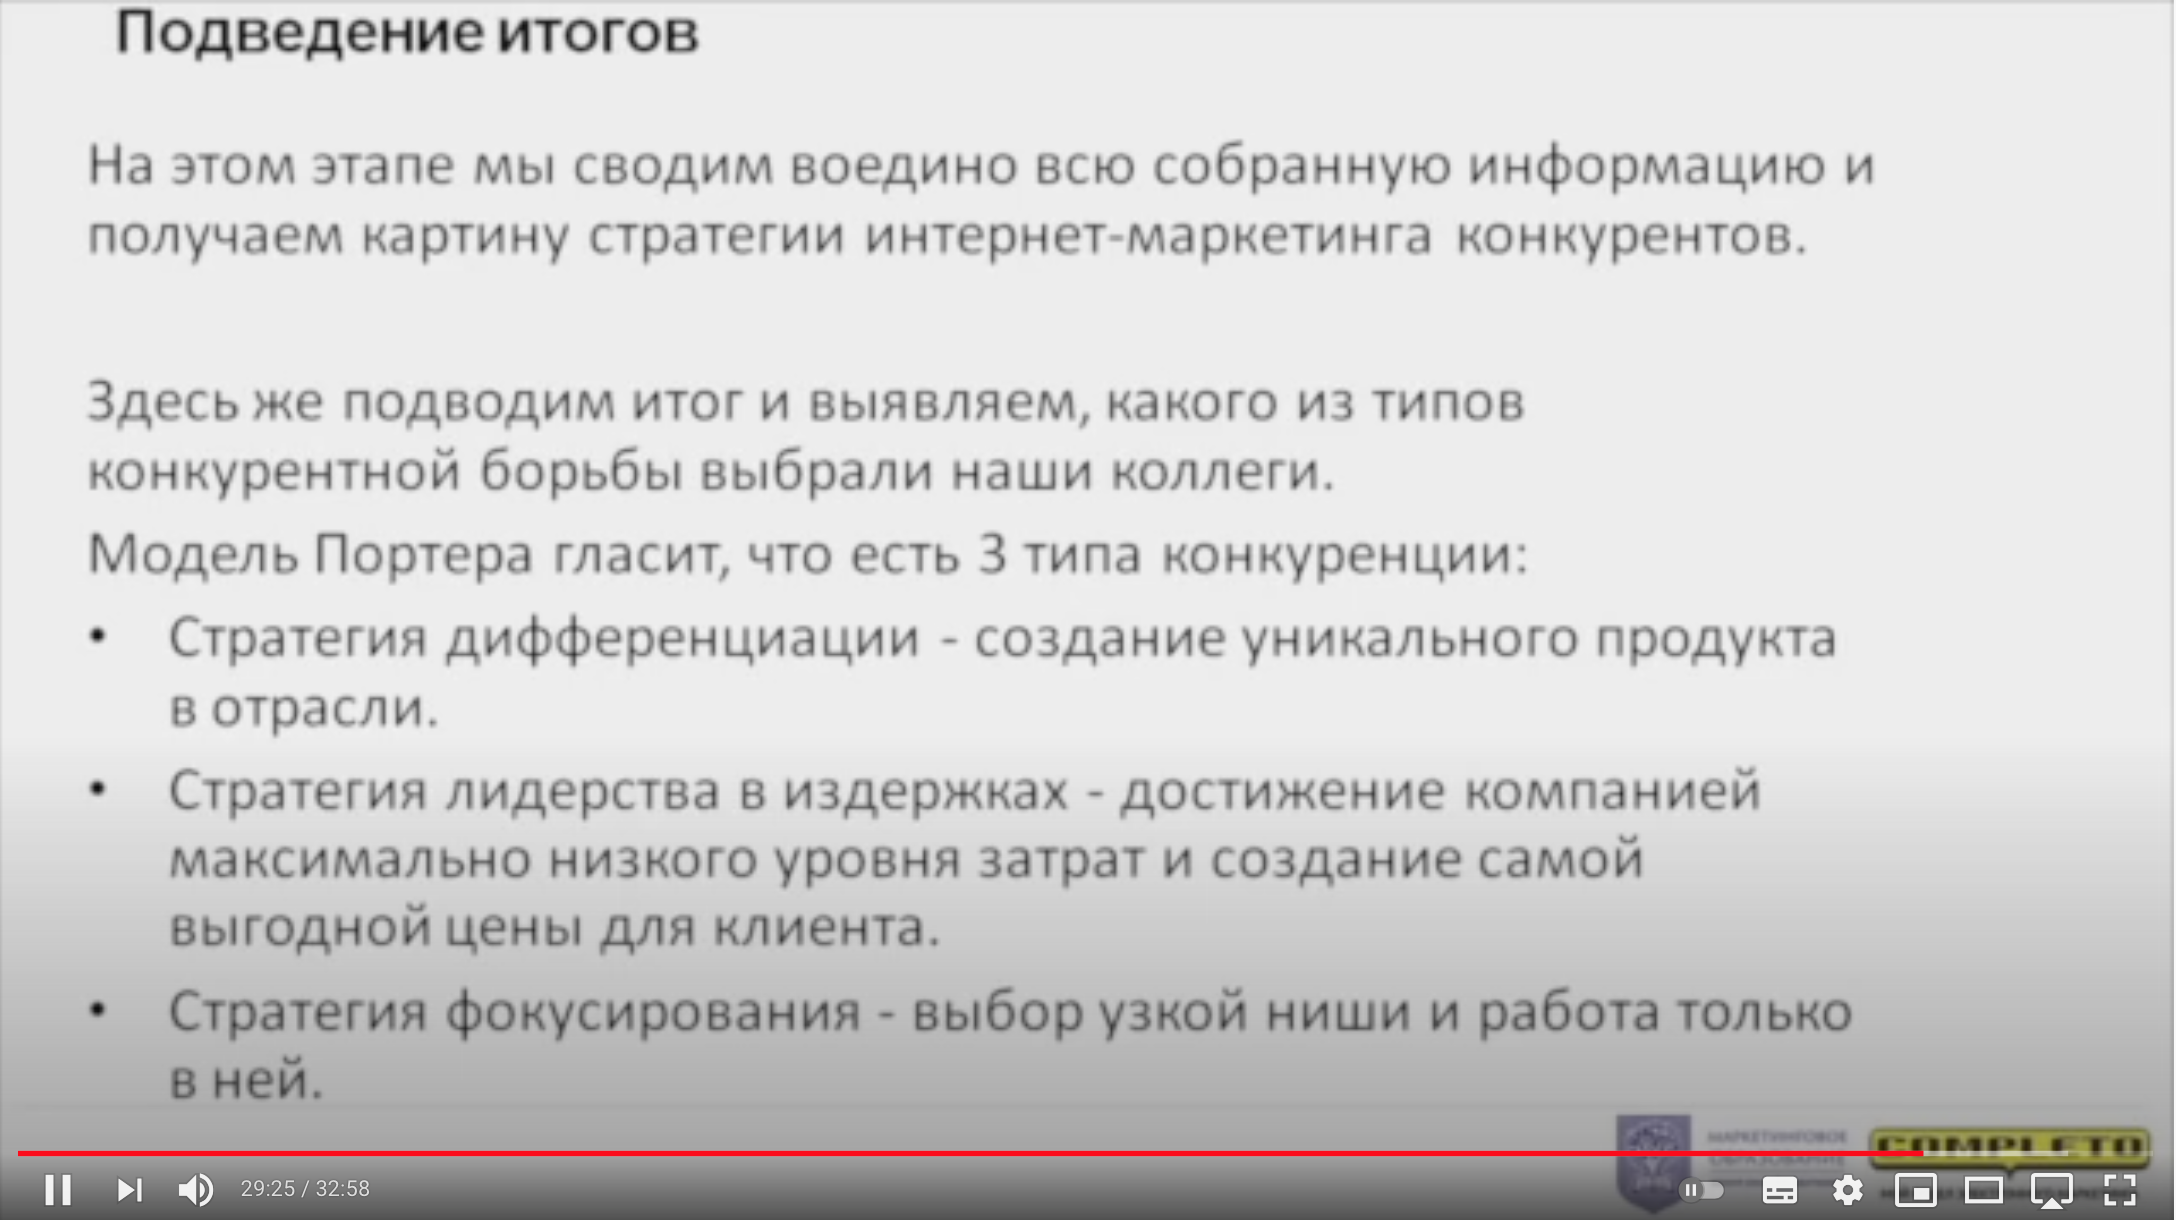 Подведение итогов
На этом этапе мы сводим воедино всю собранную информацию и
получаем картину стратегии интернет-маркетинга конкурентов.
Здесь же подводим итог и выявляем, какого из типов
конкурентной борьбы выбрали наши коллеги.
Модель Портера гласит, что есть 3 типа конкуренции:
• Стратегия дифференциации - создание уникального продукта
в отрасли.
• Стратегия лидерства в издержках - достижение компанией
максимально низкого уровня затрат и создание самой
выгодной цены для клиента.
• Стратегия фокусирования - выбор узкой ниши и работа только
в ней.
МАРКЕТИНГОВОЕ
ОБРАЗОВАНИЕ
COMPLETO
29:25 / 32:58